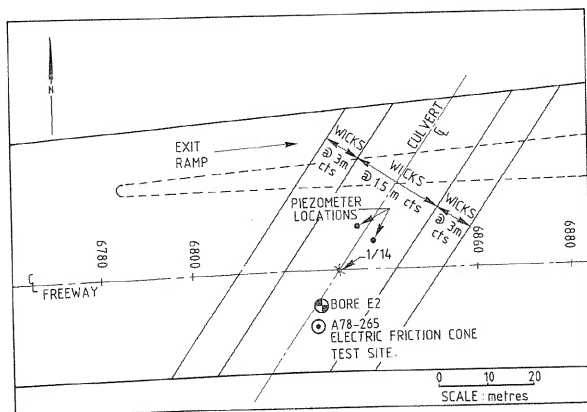 N
EXIT
RAMP
WICKS
@ 3m
cts
WICKS
@ 1.5 m cts
WICKS
@ 3m
cts
CULVERT
℄
PIEZOMETER
LOCATIONS
1/14
6780
6800
6860
6880
℄
FREEWAY
BORE E2
A78-265
ELECTRIC FRICTION CONE
TEST SITE.
0 10 20
SCALE : metres